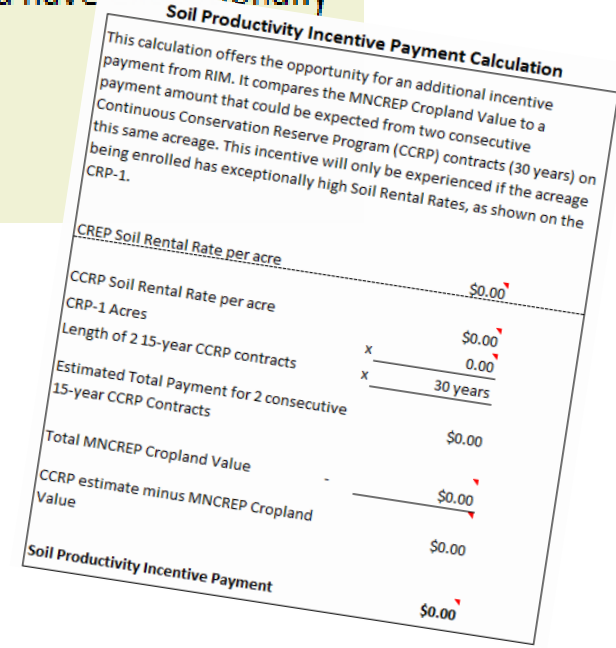 Soil Productivity Incentive Payment Calculation
This calculation offers the opportunity for an additional incentive
payment from RIM. It compares the MNCREP Cropland Value to a
payment amount that could be expected from two consecutive
Continuous Conservation Reserve Program (CCRP) contracts (30 years) on
this same acreage. This incentive will only be experienced if the acreage
being enrolled has exceptionally high Soil Rental Rates, as shown on the
CRP-1.
CREP Soil Rental Rate per acre $0.00
CCRP Soil Rental Rate per acre $0.00
CRP-1 Acres x 0.00
Length of 2 15-year CCRP contracts x 30 years
Estimated Total Payment for 2 consecutive
15-year CCRP Contracts $0.00
Total MNCREP Cropland Value - $0.00
CCRP estimate minus MNCREP Cropland
Value $0.00
Soil Productivity Incentive Payment $0.00